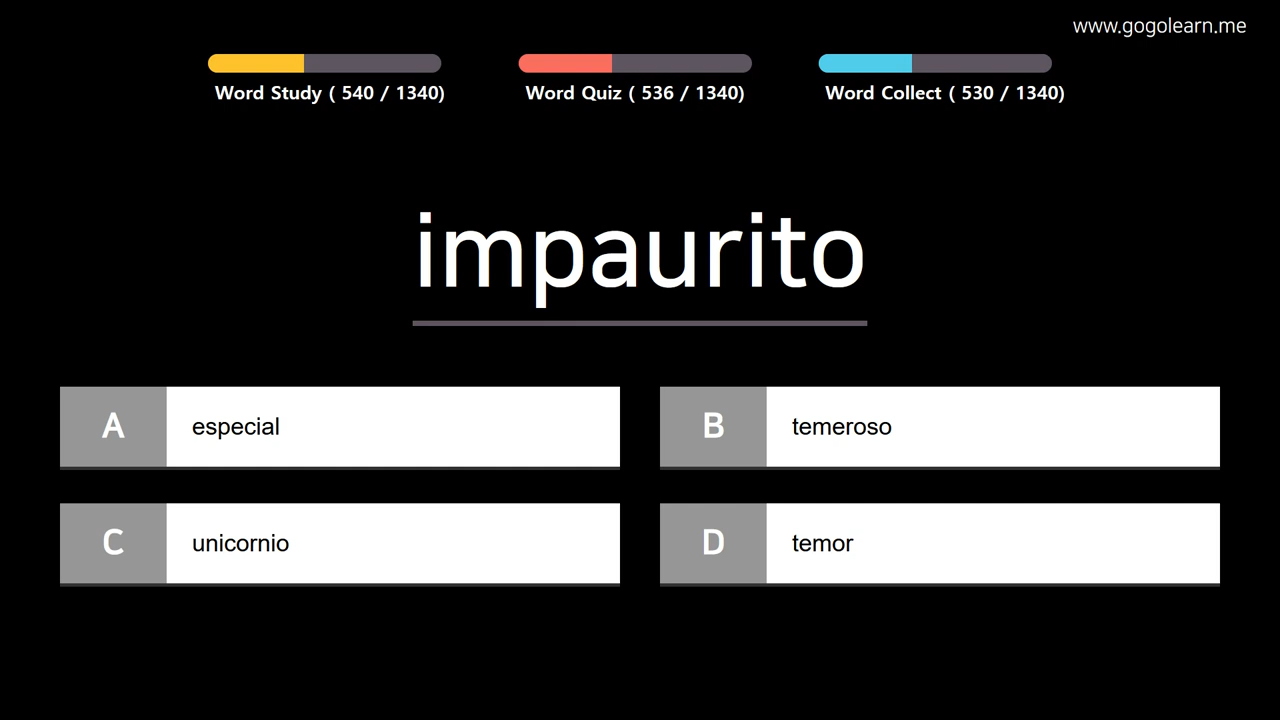 www.gogolearn.me
Word Study ( 540 / 1340)
Word Quiz ( 536 / 1340)
Word Collect ( 530 / 1340)
impaurito
A especial
B temeroso
C unicornio
D temor